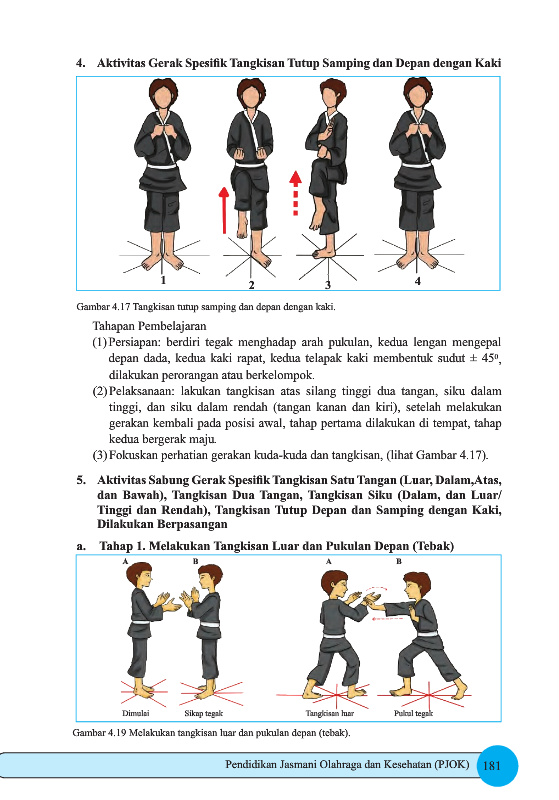 4. Aktivitas Gerak Spesifik Tangkisan Tutup Samping dan Depan dengan Kaki
1 2 3 4
Gambar 4.17 Tangkisan tutup samping dan depan dengan kaki.
Tahapan Pembelajaran
(1) Persiapan: berdiri tegak menghadap arah pukulan, kedua lengan mengepal
depan dada, kedua kaki rapat, kedua telapak kaki membentuk sudut ± 45⁰,
dilakukan perorangan atau berkelompok.
(2) Pelaksanaan: lakukan tangkisan atas silang tinggi dua tangan, siku dalam
tinggi, dan siku dalam rendah (tangan kanan dan kiri), setelah melakukan
gerakan kembali pada posisi awal, tahap pertama dilakukan di tempat, tahap
kedua bergerak maju.
(3) Fokuskan perhatian gerakan kuda-kuda dan tangkisan, (lihat Gambar 4.17).
5. Aktivitas Sabung Gerak Spesifik Tangkisan Satu Tangan (Luar, Dalam,Atas,
dan Bawah), Tangkisan Dua Tangan, Tangkisan Siku (Dalam, dan Luar/
Tinggi dan Rendah), Tangkisan Tutup Depan dan Samping dengan Kaki,
Dilakukan Berpasangan
a. Tahap 1. Melakukan Tangkisan Luar dan Pukulan Depan (Tebak)
A B A B
Dimulai Sikap tegak Tangkisan luar Pukul tegak
Gambar 4.19 Melakukan tangkisan luar dan pukulan depan (tebak).
Pendidikan Jasmani Olahraga dan Kesehatan (PJOK) 181